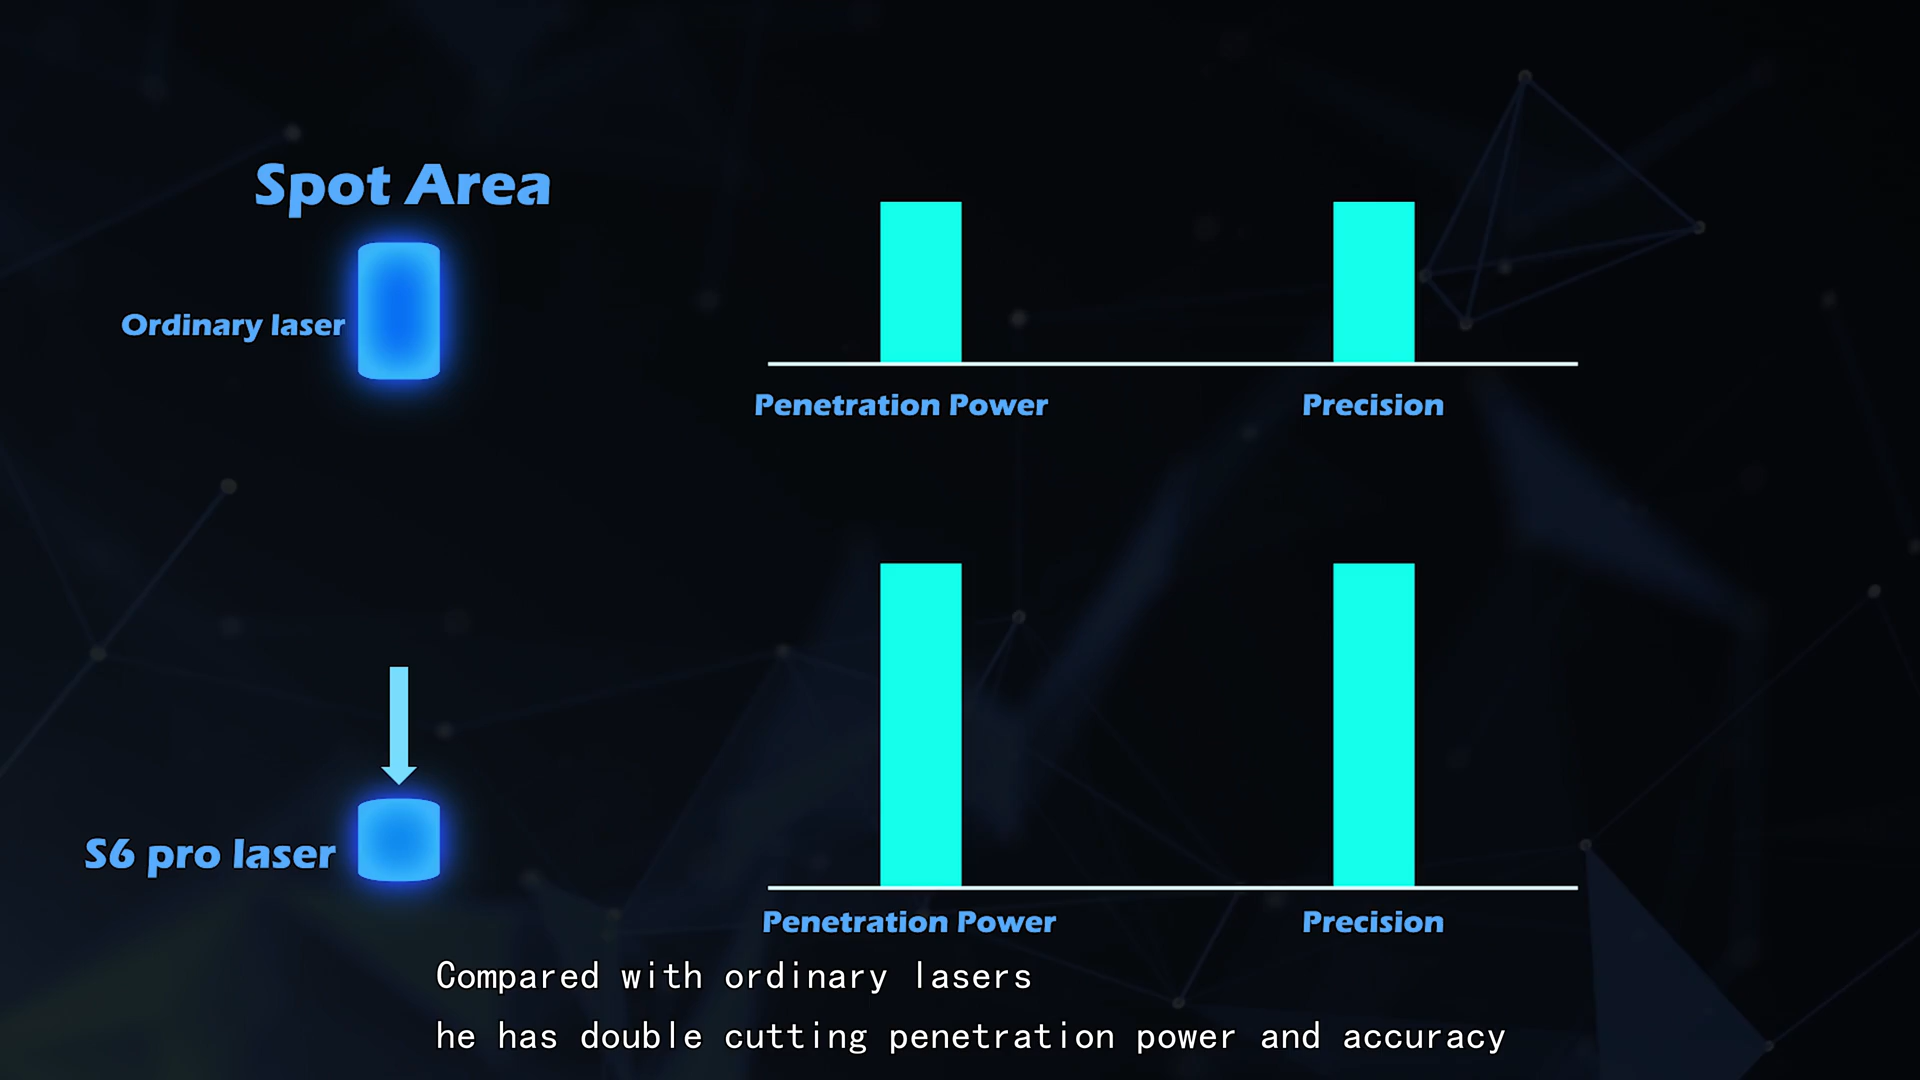 Spot Area
Ordinary laser
Penetration Power
Precision
S6 pro laser
Penetration Power
Precision
Compared with ordinary lasers
he has double cutting penetration power and accuracy